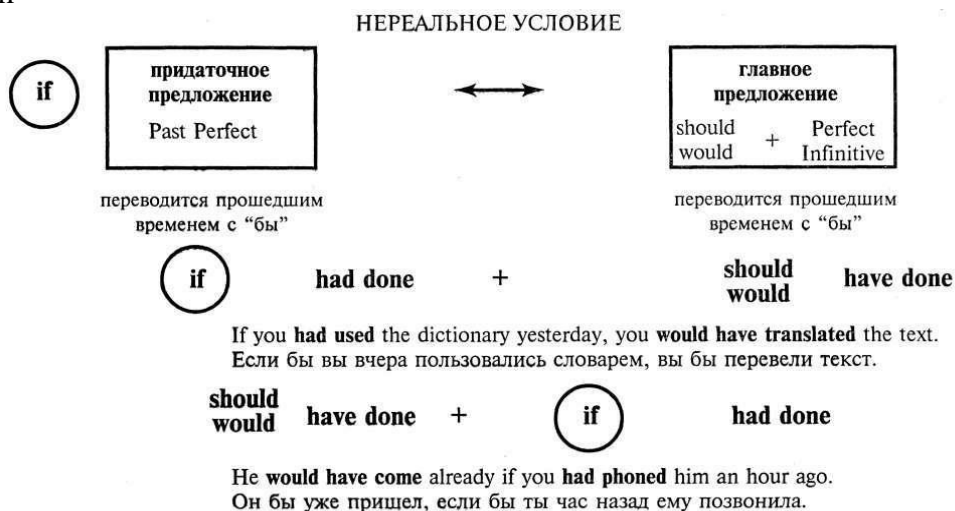 НЕРЕАЛЬНОЕ УСЛОВИЕ
if
придаточное
предложение
Past Perfect
главное
предложение
should
would + Perfect
Infinitive
переводится прошедшим
временем с “бы”
переводится прошедшим
временем с “бы”
if had done + should
would have done
If you had used the dictionary yesterday, you would have translated the text.
Если бы вы вчера пользовались словарем, вы бы перевели текст.
should
would have done + if had done
He would have come already if you had phoned him an hour ago.
Он бы уже пришел, если бы ты час назад ему позвонила.